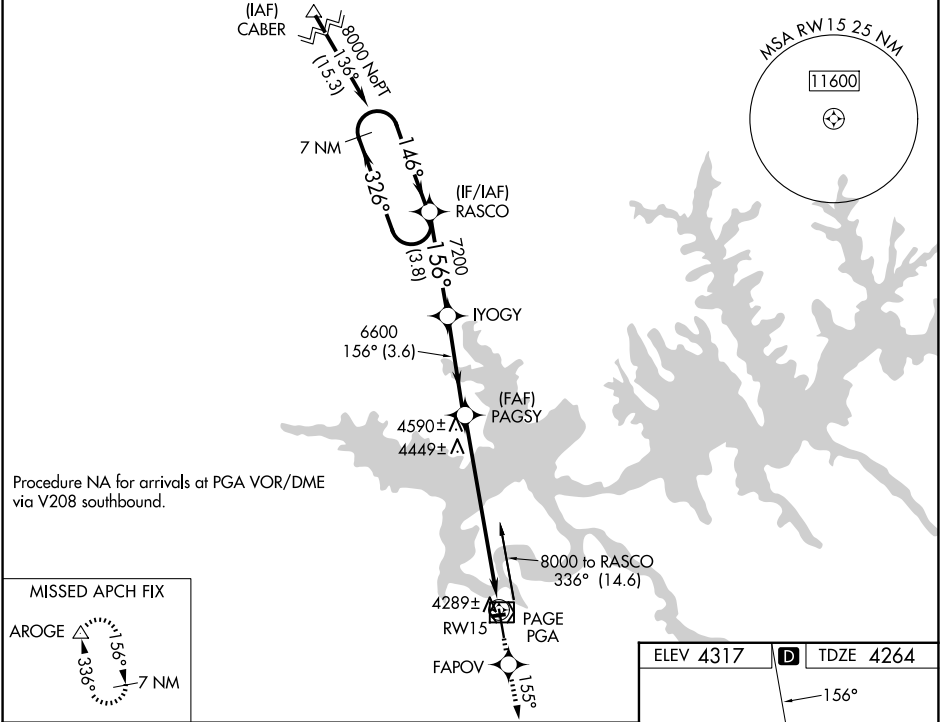 (IAF)
CABER
8000 NoPT
136°
(15.3)
7 NM
146°
326°
(IF/IAF)
RASCO
7200
156°
(3.8)
IYOGY
6600
156° (3.6)
(FAF)
PAGSY
4590±
4449±
MSA RW15 25 NM
11600
Procedure NA for arrivals at PGA VOR/DME
via V208 southbound.
8000 to RASCO
336° (14.6)
4289±
RW15
PAGE
PGA
FAPOV
155°
MISSED APCH FIX
AROGE
156°
336°
7 NM
ELEV 4317
D
TDZE 4264
156°